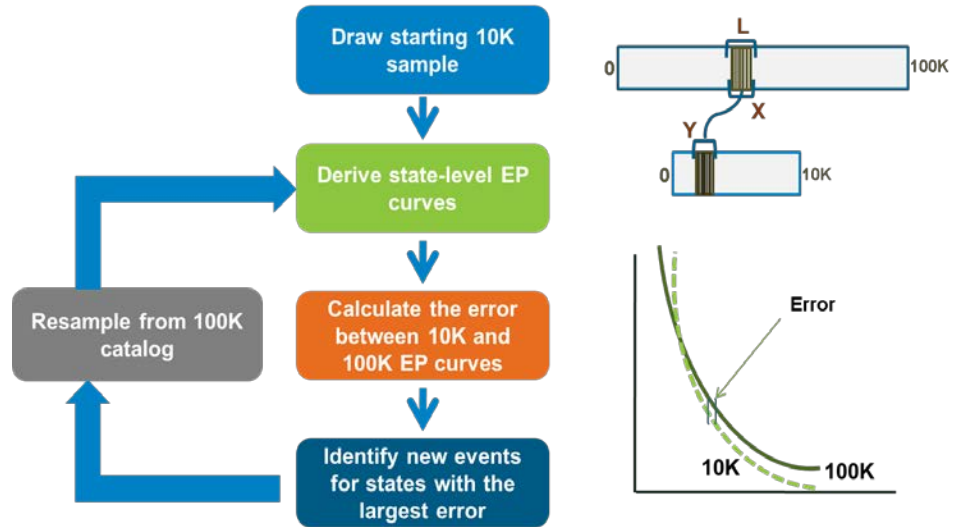 Draw starting 10K
sample
Derive state-level EP
curves
Calculate the error
between 10K and
100K EP curves
Identify new events
for states with the
largest error
Resample from 100K
catalog
L
0
100K
X
Y
0
10K
Error
10K
100K